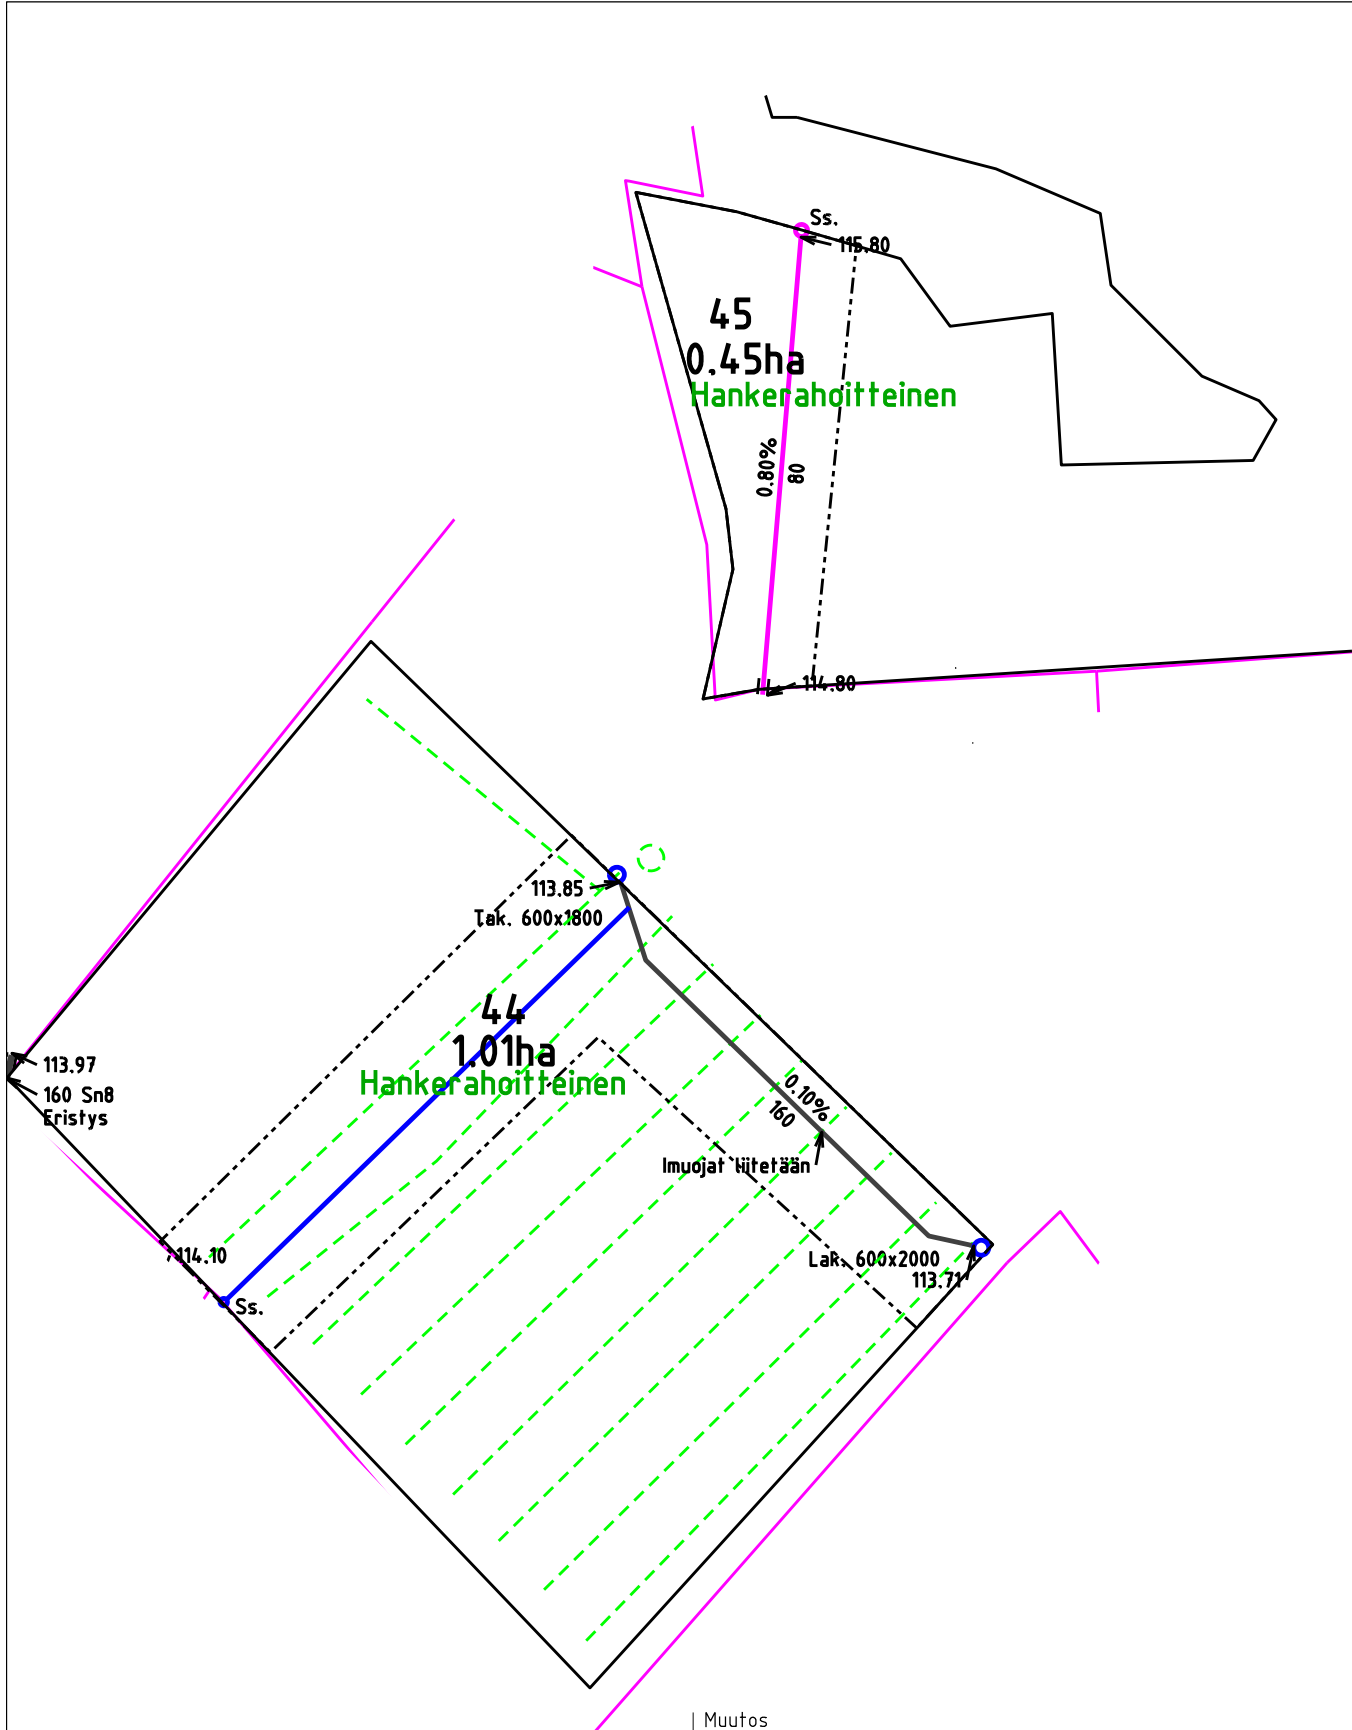 Ss.
115.80
45
0.45ha
Hankerahoitteinen
0.80%
80
114.80
113.85
Tak. 600x1800
44
1.01ha
Hankerahoitteinen
113.97
160 Sn8
Eristys
0.10%
160
Imuojat liitetään
114.10
Lak. 600x2000
113.71
Ss.
| Muutos